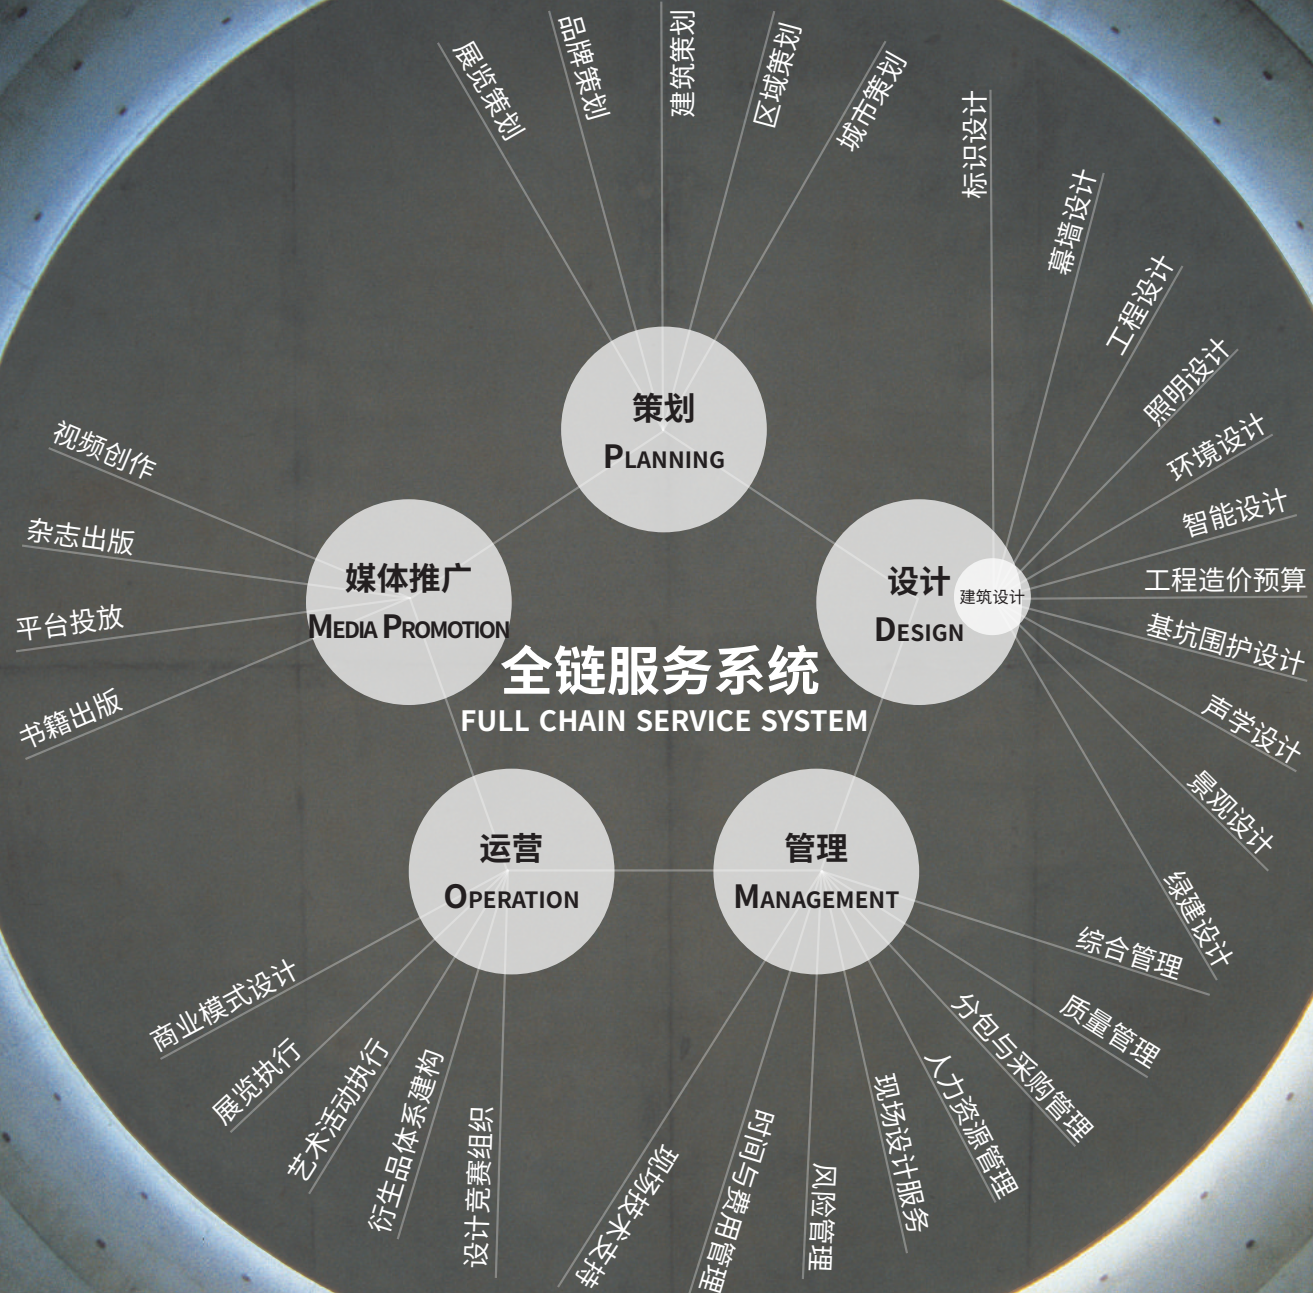 展览策划
品牌策划
建筑策划
区域策划
城市策划
标识设计
幕墙设计
工程设计
照明设计
环境设计
智能设计
工程造价预算
基坑围护设计
声学设计
景观设计
绿建设计
策划
PLANNING
设计
DESIGN
建筑设计
媒体推广
MEDIA PROMOTION
视频创作
杂志出版
平台投放
书籍出版
全链服务系统
FULL CHAIN SERVICE SYSTEM
运营
OPERATION
管理
MANAGEMENT
商业模式设计
展览执行
艺术活动执行
衍生品体系建构
设计竞赛组织
现场技术支持
时间与费用管理
风险管理
现场设计服务
人力资源管理
分包与采购管理
质量管理
综合管理